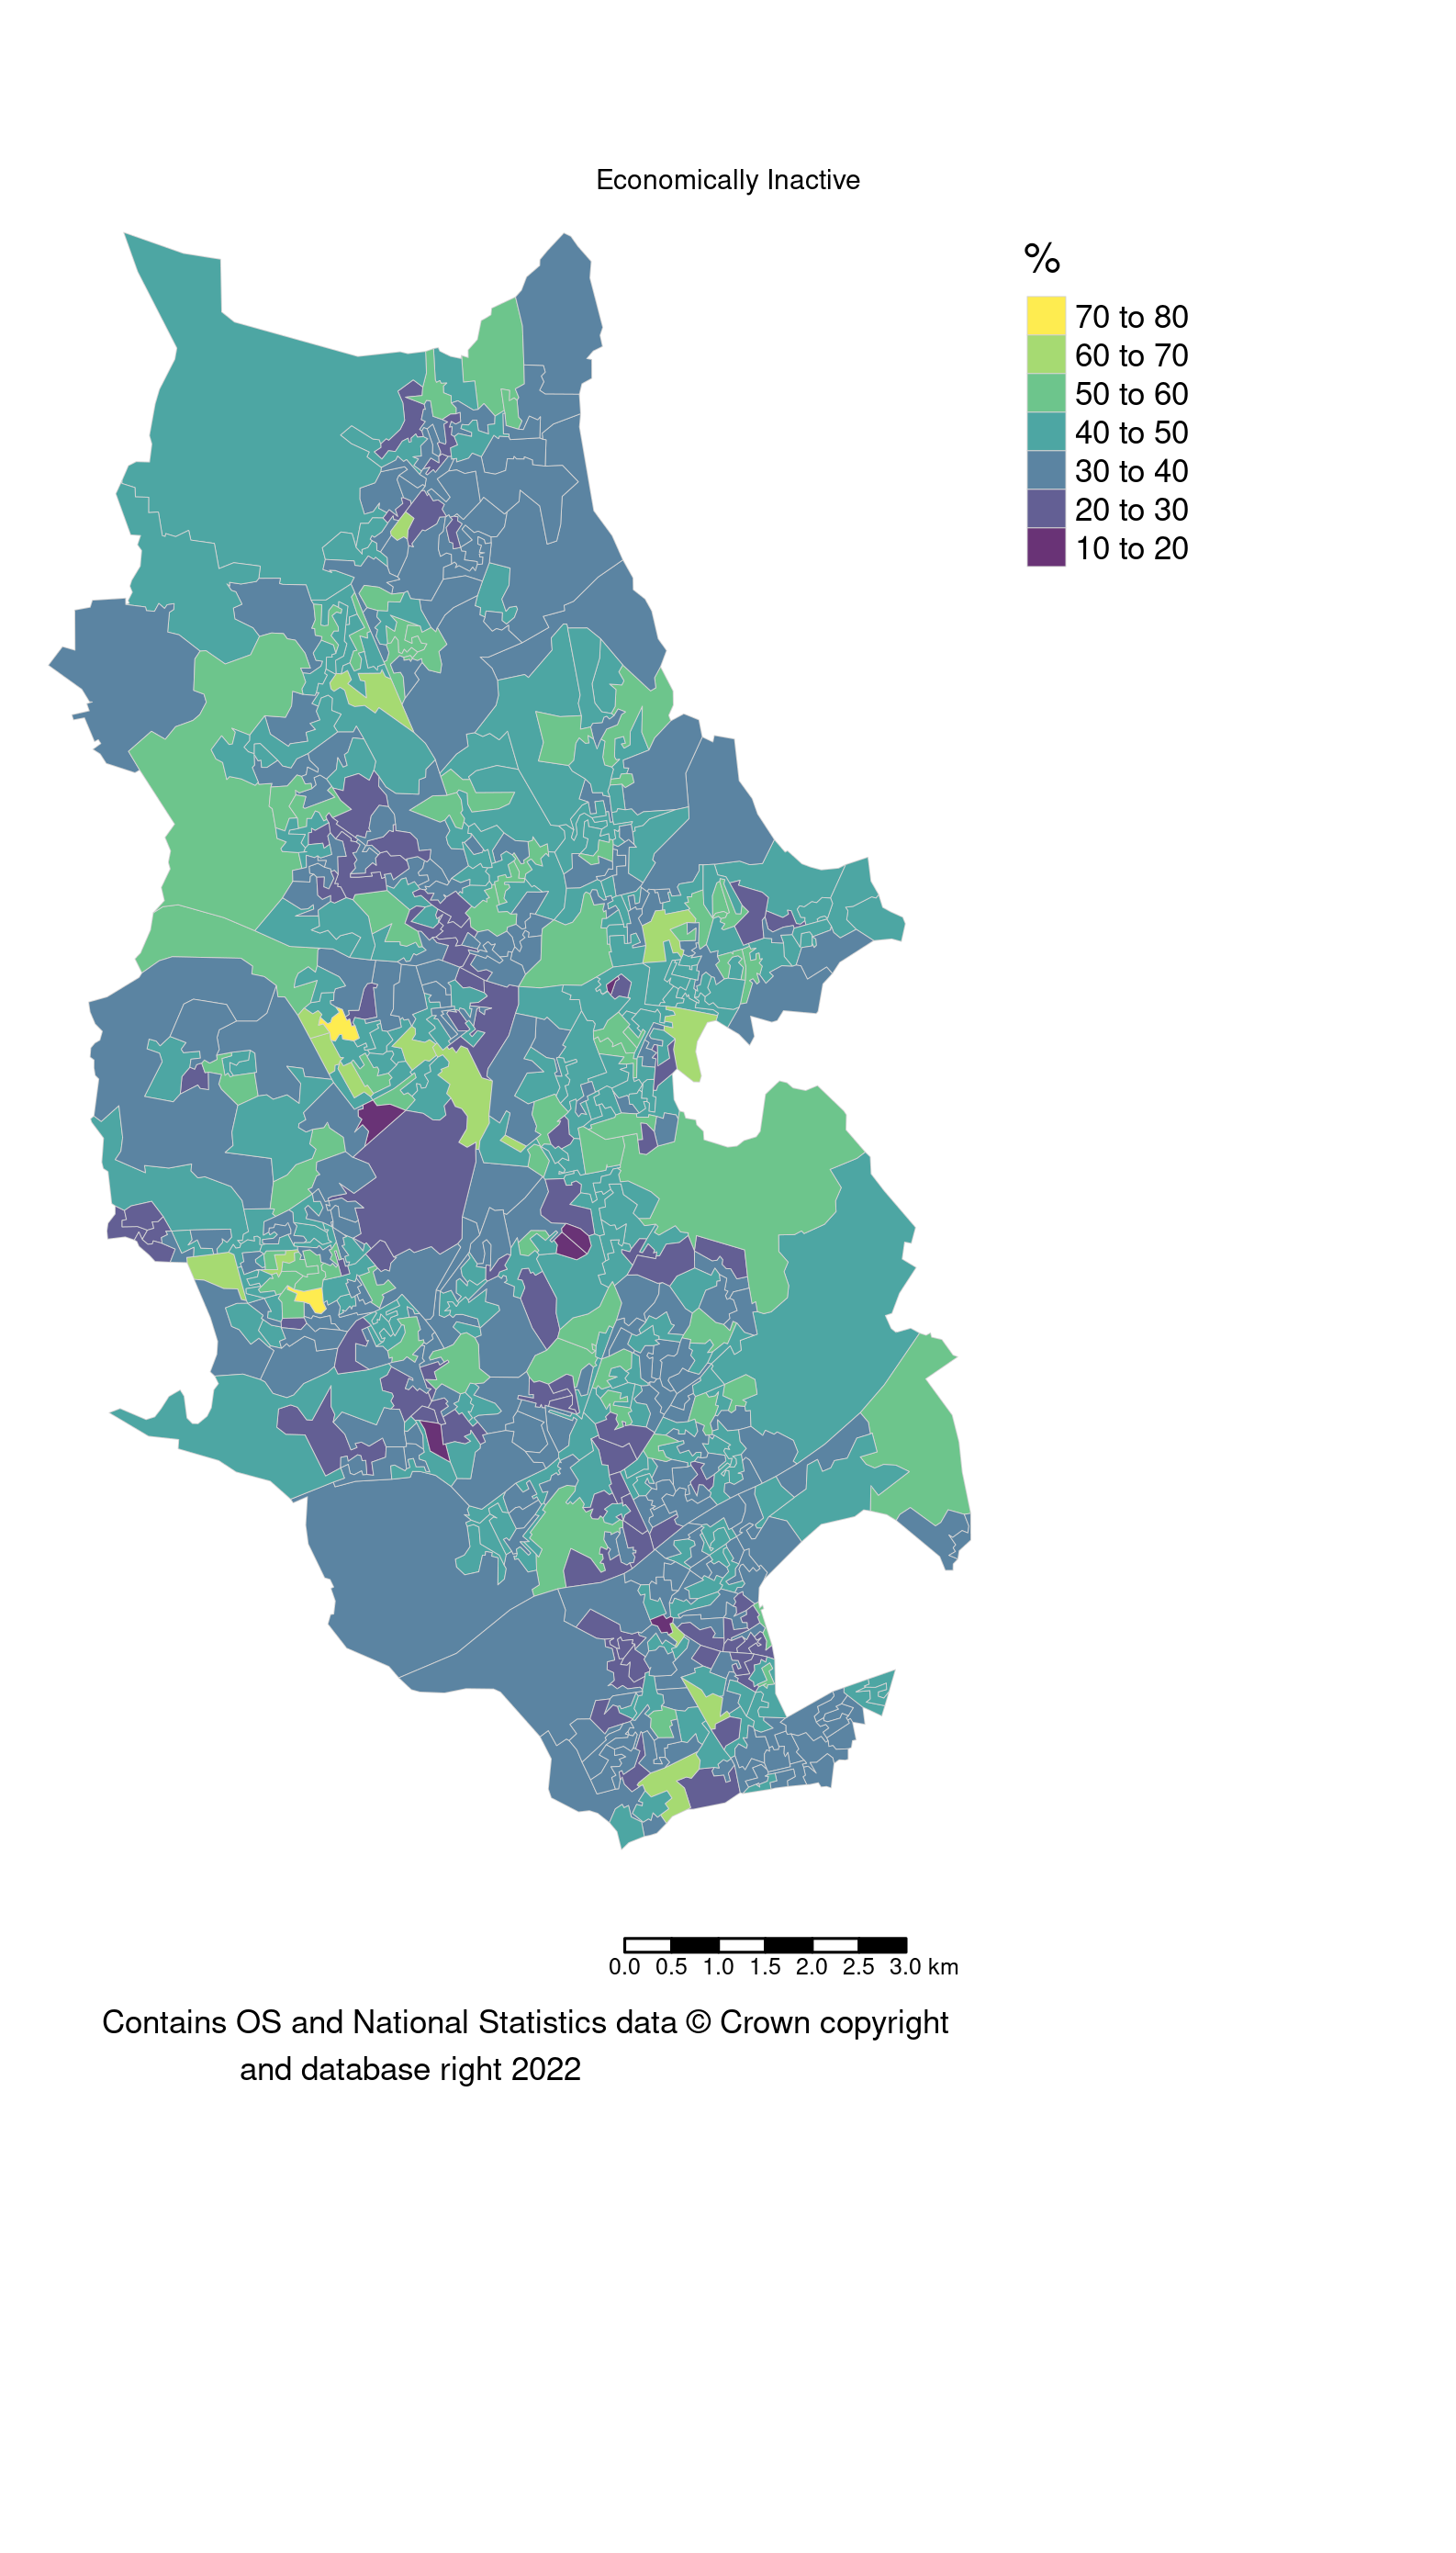 Economically Inactive
%
70 to 80
60 to 70
50 to 60
40 to 50
30 to 40
20 to 30
10 to 20
0.0 0.5 1.0 1.5 2.0 2.5 3.0 km
Contains OS and National Statistics data © Crown copyright
and database right 2022